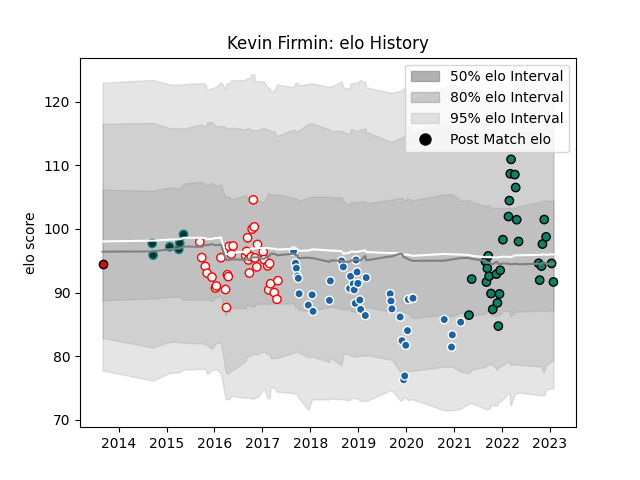 Kevin Firmin: elo History
50% elo Interval
80% elo Interval
95% elo Interval
Post Match elo
elo score
120
110
100
90
80
70
2014 2015 2016 2017 2018 2019 2020 2021 2022 2023